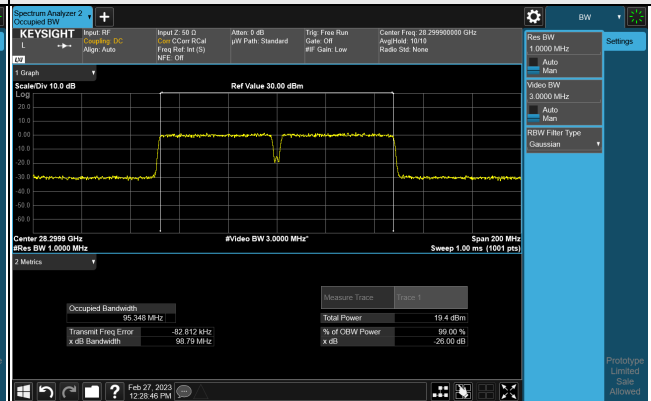 Spectrum Analyzer 2
Occupied BW
KEYSIGHT
L
LXI
Input: RF
Coupling: DC
Align: Auto
Input Z: 50 Ω
Corr CCorr RCal
Freq Ref: Int (S)
NFE: Off
Atten: 0 dB
µW Path: Standard
Trig: Free Run
Gate: Off
#IF Gain: Low
Center Freq: 28.299900000 GHz
Avg|Hold: 10/10
Radio Std: None
1 Graph
Scale/Div 10.0 dB
Ref Value 30.00 dBm
Log
20.0
10.0
0.00
-10.0
-20.0
-30.0
-40.0
-50.0
-60.0
Center 28.2999 GHz
#Video BW 3.0000 MHz*
Span 200 MHz
#Res BW 1.0000 MHz
Sweep 1.00 ms (1001 pts)
2 Metrics
Occupied Bandwidth
95.348 MHz
Transmit Freq Error -82.812 kHz
x dB Bandwidth 98.79 MHz
Measure Trace Trace 1
Total Power 19.4 dBm
% of OBW Power 99.00 %
x dB -26.00 dB
BW
Res BW
1.0000 MHz
Auto
Man
Video BW
3.0000 MHz
Auto
Man
RBW Filter Type
Gaussian
Settings
Prototype
Limited
Sale
Allowed
Feb 27, 2023
12:28:46 PM